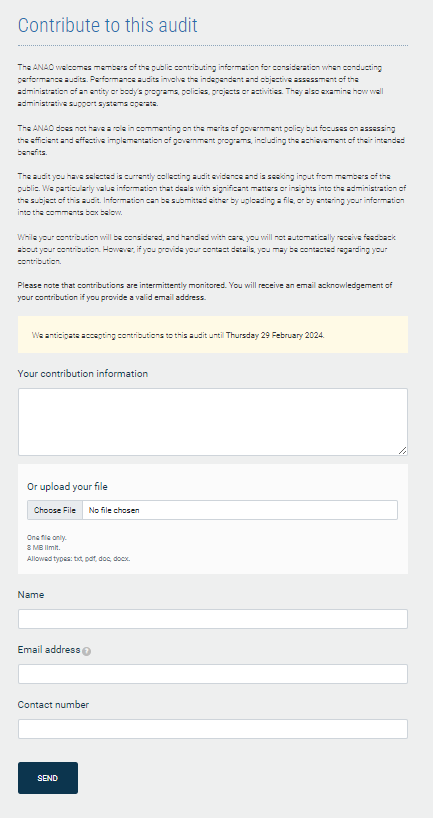 Contribute to this audit
The ANAO welcomes members of the public contributing information for consideration when conducting
performance audits. Performance audits involve the independent and objective assessment of the
administration of an entity or body's programs, policies, projects or activities. They also examine how well
administrative support systems operate.
The ANAO does not have a role in commenting on the merits of government policy but focuses on assessing
the efficient and effective implementation of government programs, including the achievement of their intended
benefits.
The audit you have selected is currently collecting audit evidence and is seeking input from members of the
public. We particularly value information that deals with significant matters or insights into the administration of
the subject of this audit. Information can be submitted either by uploading a file, or by entering your information
into the comments box below.
While your contribution will be considered, and handled with care, you will not automatically receive feedback
about your contribution. However, if you provide your contact details, you may be contacted regarding your
contribution.
Please note that contributions are intermittently monitored. You will receive an email acknowledgement of
your contribution if you provide a valid email address.
We anticipate accepting contributions to this audit until Thursday 29 February 2024.
Your contribution information
Or upload your file
Choose File No file chosen
One file only.
8 MB limit.
Allowed types: txt, pdf, doc, docx.
Name
Email address ?
Contact number
SEND